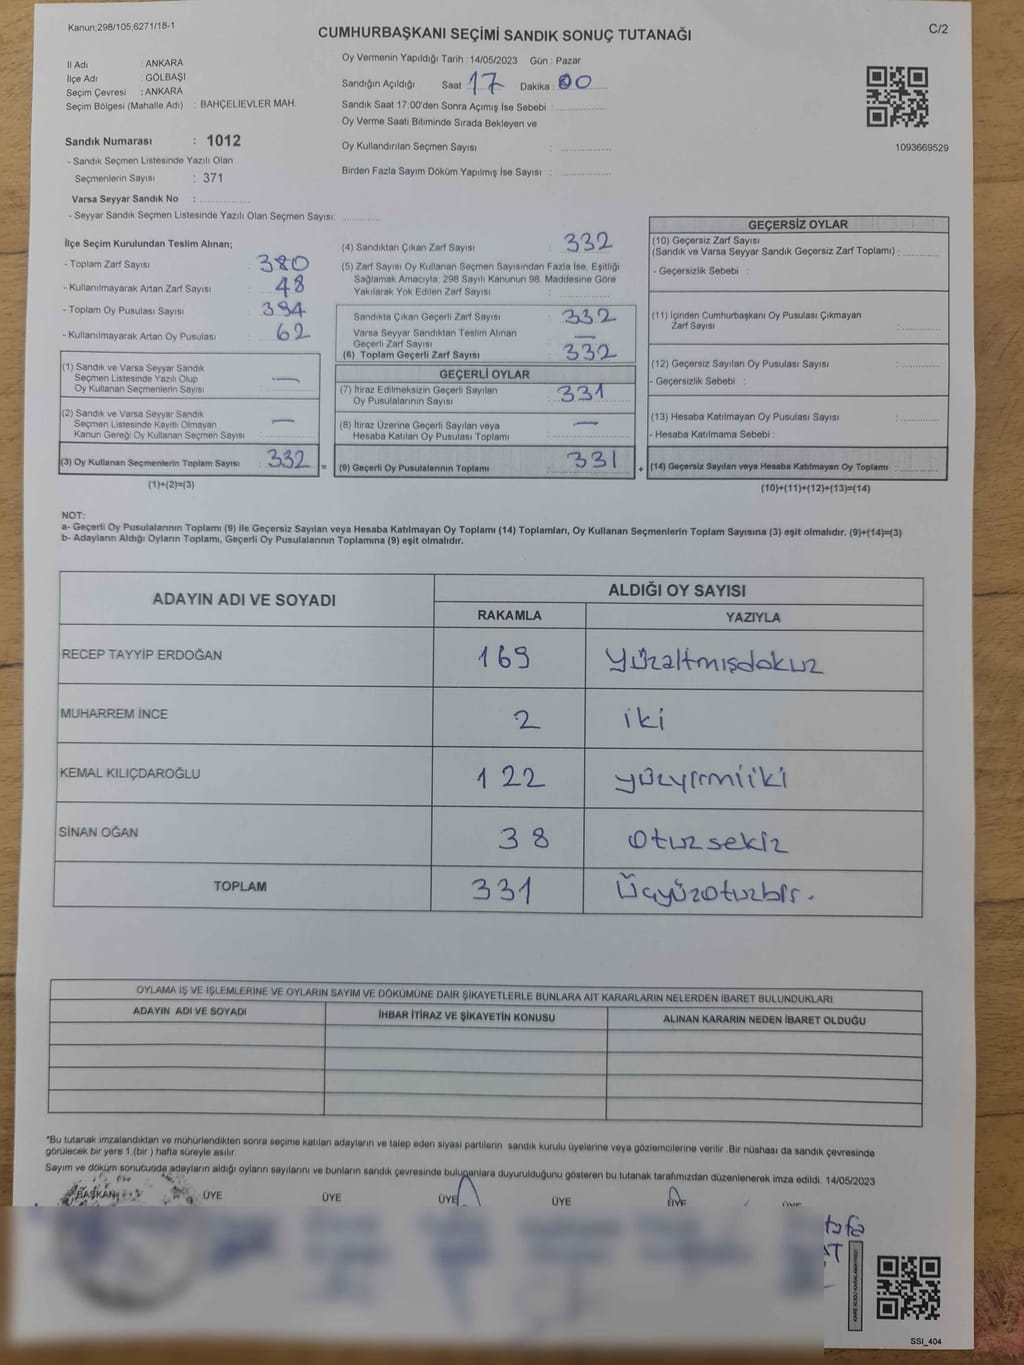 Kanun;298/105;6271/18-1
CUMHURBAŞKANI SEÇİMİ SANDIK SONUÇ TUTANAĞI
C/2
İl Adı : ANKARA
İlçe Adı : GÖLBAŞI
Seçim Çevresi : ANKARA
Seçim Bölgesi (Mahalle Adı) : BAHÇELİEVLER MAH.
Oy Vermenin Yapıldığı Tarih : 14/05/2023 Gün : Pazar
Sandığın Açıldığı Saat 17 Dakika : 00
Sandık Saat 17:00'den Sonra Açımış İse Sebebi :
Oy Verme Saati Bitiminde Sırada Bekleyen ve
Oy Kullandırılan Seçmen Sayısı :
Birden Fazla Sayım Döküm Yapılmış İse Sayısı :
1093669529
Sandık Numarası : 1012
- Sandık Seçmen Listesinde Yazılı Olan
Seçmenlerin Sayısı : 371
Varsa Seyyar Sandık No :
- Seyyar Sandık Seçmen Listesinde Yazılı Olan Seçmen Sayısı:
İlçe Seçim Kurulundan Teslim Alınan;
- Toplam Zarf Sayısı : 380
- Kullanılmayarak Artan Zarf Sayısı : 48
- Toplam Oy Pusulası Sayısı : 394
- Kullanılmayarak Artan Oy Pusulası : 62
(1) Sandık ve Varsa Seyyar Sandık
Seçmen Listesinde Yazılı Olup
Oy Kullanan Seçmenlerin Sayısı : —
(2) Sandık ve Varsa Seyyar Sandık
Seçmen Listesinde Kayıtlı Olmayan
Kanun Gereği Oy Kullanan Seçmen Sayısı : —
(3) Oy Kullanan Seçmenlerin Toplam Sayısı : 332
(1)+(2)=(3)
(4) Sandıktan Çıkan Zarf Sayısı : 332
(5) Zarf Sayısı Oy Kullanan Seçmen Sayısından Fazla İse, Eşitliği
Sağlamak Amacıyla, 298 Sayılı Kanunun 98. Maddesine Göre
Yakılarak Yok Edilen Zarf Sayısı :
Sandıkta Çıkan Geçerli Zarf Sayısı : 332
Varsa Seyyar Sandıktan Teslim Alınan
Geçerli Zarf Sayısı : —
(6) Toplam Geçerli Zarf Sayısı : 332
GEÇERLİ OYLAR
(7) İtiraz Edilmeksizin Geçerli Sayılan
Oy Pusulalarının Sayısı : 331
(8) İtiraz Üzerine Geçerli Sayılan veya
Hesaba Katılan Oy Pusulası Toplamı : —
= (9) Geçerli Oy Pusulalarının Toplamı : 331
GEÇERSİZ OYLAR
(10) Geçersiz Zarf Sayısı
(Sandık ve Varsa Seyyar Sandık Geçersiz Zarf Toplamı) :
- Geçersizlik Sebebi :
(11) İçinden Cumhurbaşkanı Oy Pusulası Çıkmayan
Zarf Sayısı :
(12) Geçersiz Sayılan Oy Pusulası Sayısı :
- Geçersizlik Sebebi :
(13) Hesaba Katılmayan Oy Pusulası Sayısı :
- Hesaba Katılmama Sebebi :
+ (14) Geçersiz Sayılan veya Hesaba Katılmayan Oy Toplamı :
(10)+(11)+(12)+(13)=(14)
NOT:
a- Geçerli Oy Pusulalarının Toplamı (9) ile Geçersiz Sayılan veya Hesaba Katılmayan Oy Toplamı (14) Toplamları, Oy Kullanan Seçmenlerin Toplam Sayısına (3) eşit olmalıdır. (9)+(14)=(3)
b- Adayların Aldığı Oyların Toplamı, Geçerli Oy Pusulalarının Toplamına (9) eşit olmalıdır.
ADAYIN ADI VE SOYADI
ALDIĞI OY SAYISI
RAKAMLA YAZIYLA
RECEP TAYYİP ERDOĞAN 169 yüzaltmışdokuz
MUHARREM İNCE 2 iki
KEMAL KILIÇDAROĞLU 122 yüzyirmiiki
SİNAN OĞAN 38 otuzsekiz
TOPLAM 331 Üçyüzotuzbir.
OYLAMA İŞ VE İŞLEMLERİNE VE OYLARIN SAYIM VE DÖKÜMÜNE DAİR ŞİKAYETLERLE BUNLARA AİT KARARLARIN NELERDEN İBARET BULUNDUKLARI
ADAYIN ADI VE SOYADI İHBAR İTİRAZ VE ŞİKAYETİN KONUSU ALINAN KARARIN NEDEN İBARET OLDUĞU
*Bu tutanak imzalandıktan ve mühürlendikten sonra seçime katılan adayların ve talep eden siyasi partilerin sandık kurulu üyelerine veya gözlemcilerine verilir. Bir nüshası da sandık çevresinde
görülecek bir yere 1 (bir) hafta süreyle asılır.
Sayım ve döküm sonucunda adayların aldığı oyların sayılarını ve bunların sandık çevresinde bulunanlara duyurulduğunu gösteren bu tutanak tarafımızdan düzenlenerek imza edildi. 14/05/2023
BAŞKAN ÜYE ÜYE ÜYE ÜYE ÜYE ÜYE
SSİ_404